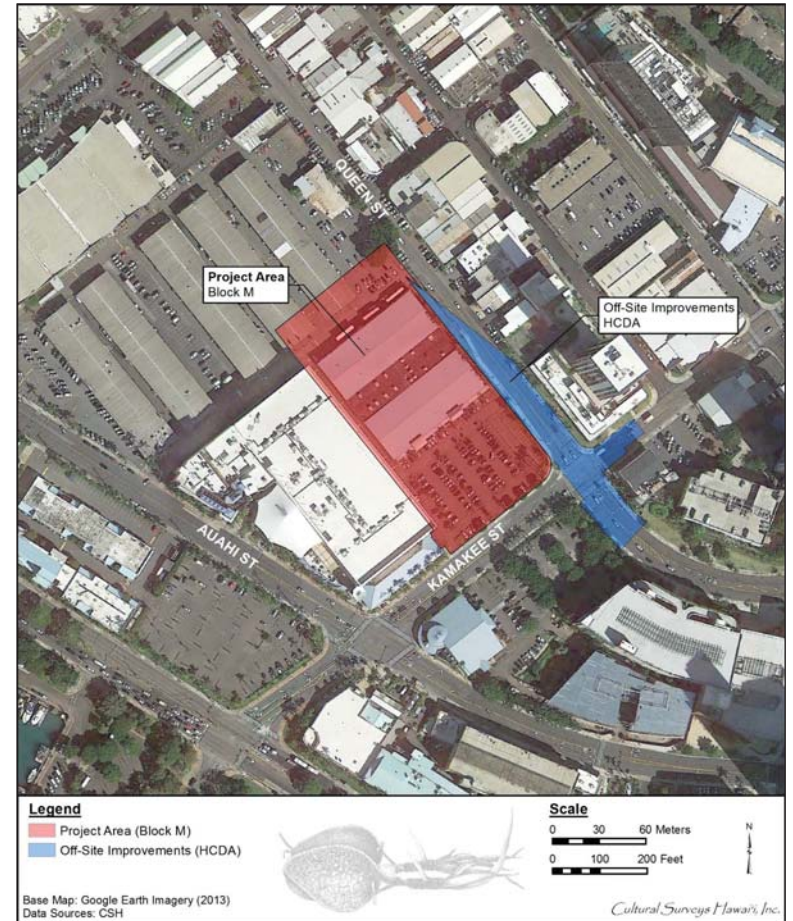 QUEEN ST
Project Area
Block M
Off-Site Improvements
HCDA
AUAHI ST
KAMAKEE ST
Legend
Project Area (Block M)
Off-Site Improvements (HCDA)
Base Map: Google Earth Imagery (2013)
Data Sources: CSH
Scale
0 30 60 Meters
0 100 200 Feet
N
Cultural Surveys Hawai'i, Inc.